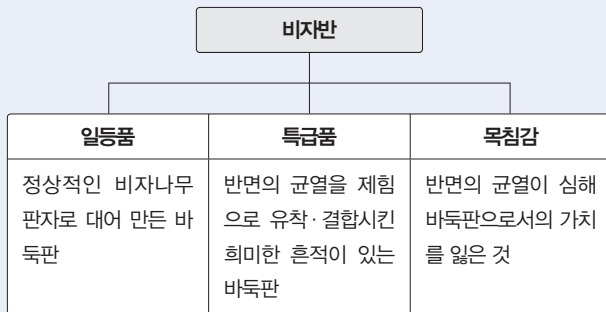 비자반
일등품
특급품
목침감
정상적인 비자나무
판자로 대어 만든 바
둑판
반면의 균열을 제힘
으로 유착·결합시킨
희미한 흔적이 있는
바둑판
반면의 균열이 심해
바둑판으로서의 가치
를 잃은 것